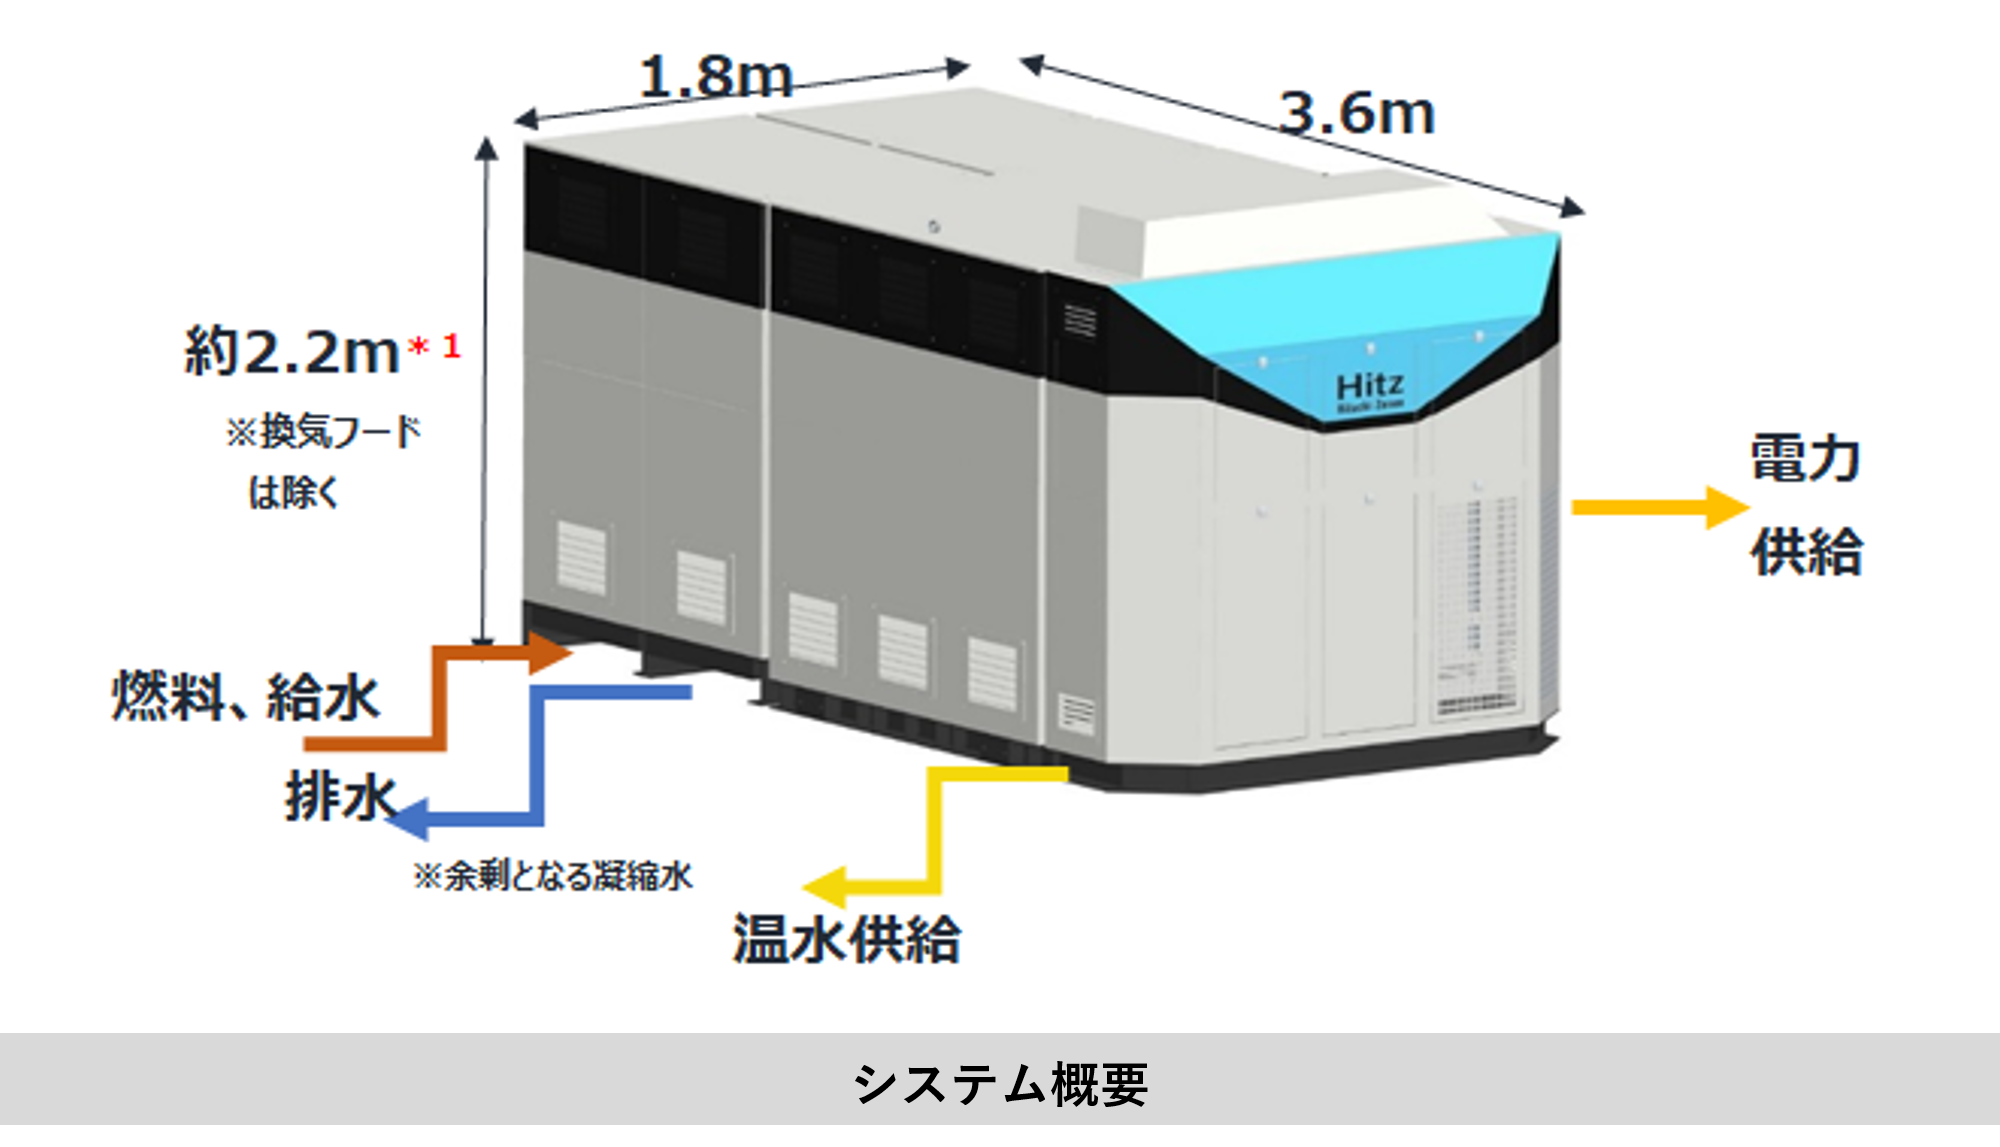 1.8m
3.6m
約2.2m＊1
※換気フード
は除く
Hitz
Hitachi Zosen
電力
供給
燃料、給水
排水
※余剰となる凝縮水
温水供給
システム概要